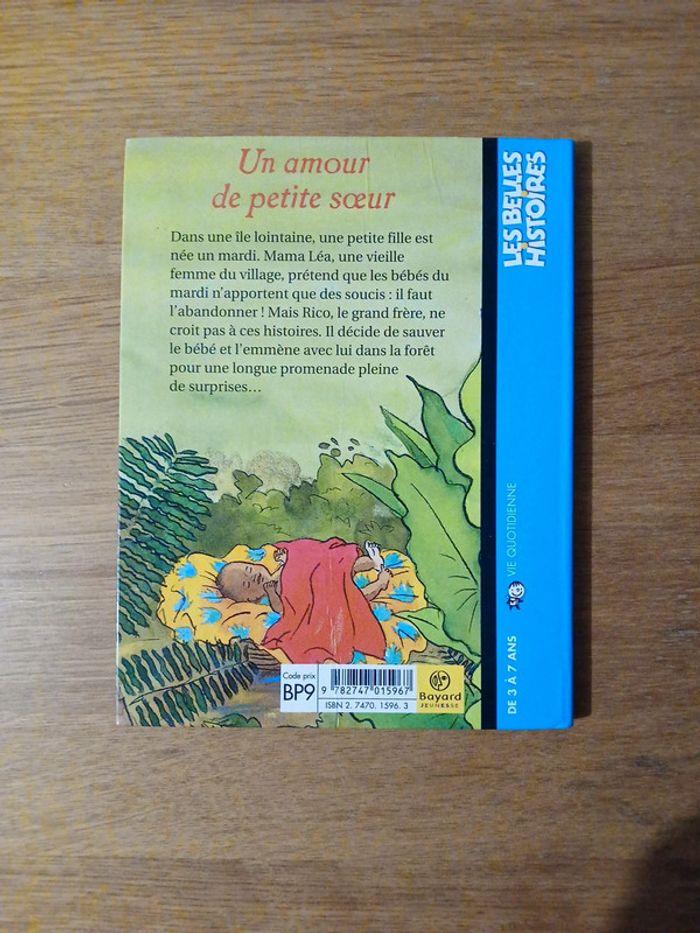 Un amour
de petite sœur
Dans une île lointaine, une petite fille est
née un mardi. Mama Léa, une vieille
femme du village, prétend que les bébés du
mardi n'apportent que des soucis : il faut
l'abandonner ! Mais Rico, le grand frère, ne
croit pas à ces histoires. Il décide de sauver
le bébé et l'emmène avec lui dans la forêt
pour une longue promenade pleine
de surprises…
Code prix
BP9
9 782747 015967
ISBN 2. 7470. 1596. 3
Bayard
JEUNESSE
LES BELLES
HISTOIRES
VIE QUOTIDIENNE
DE 3 À 7 ANS